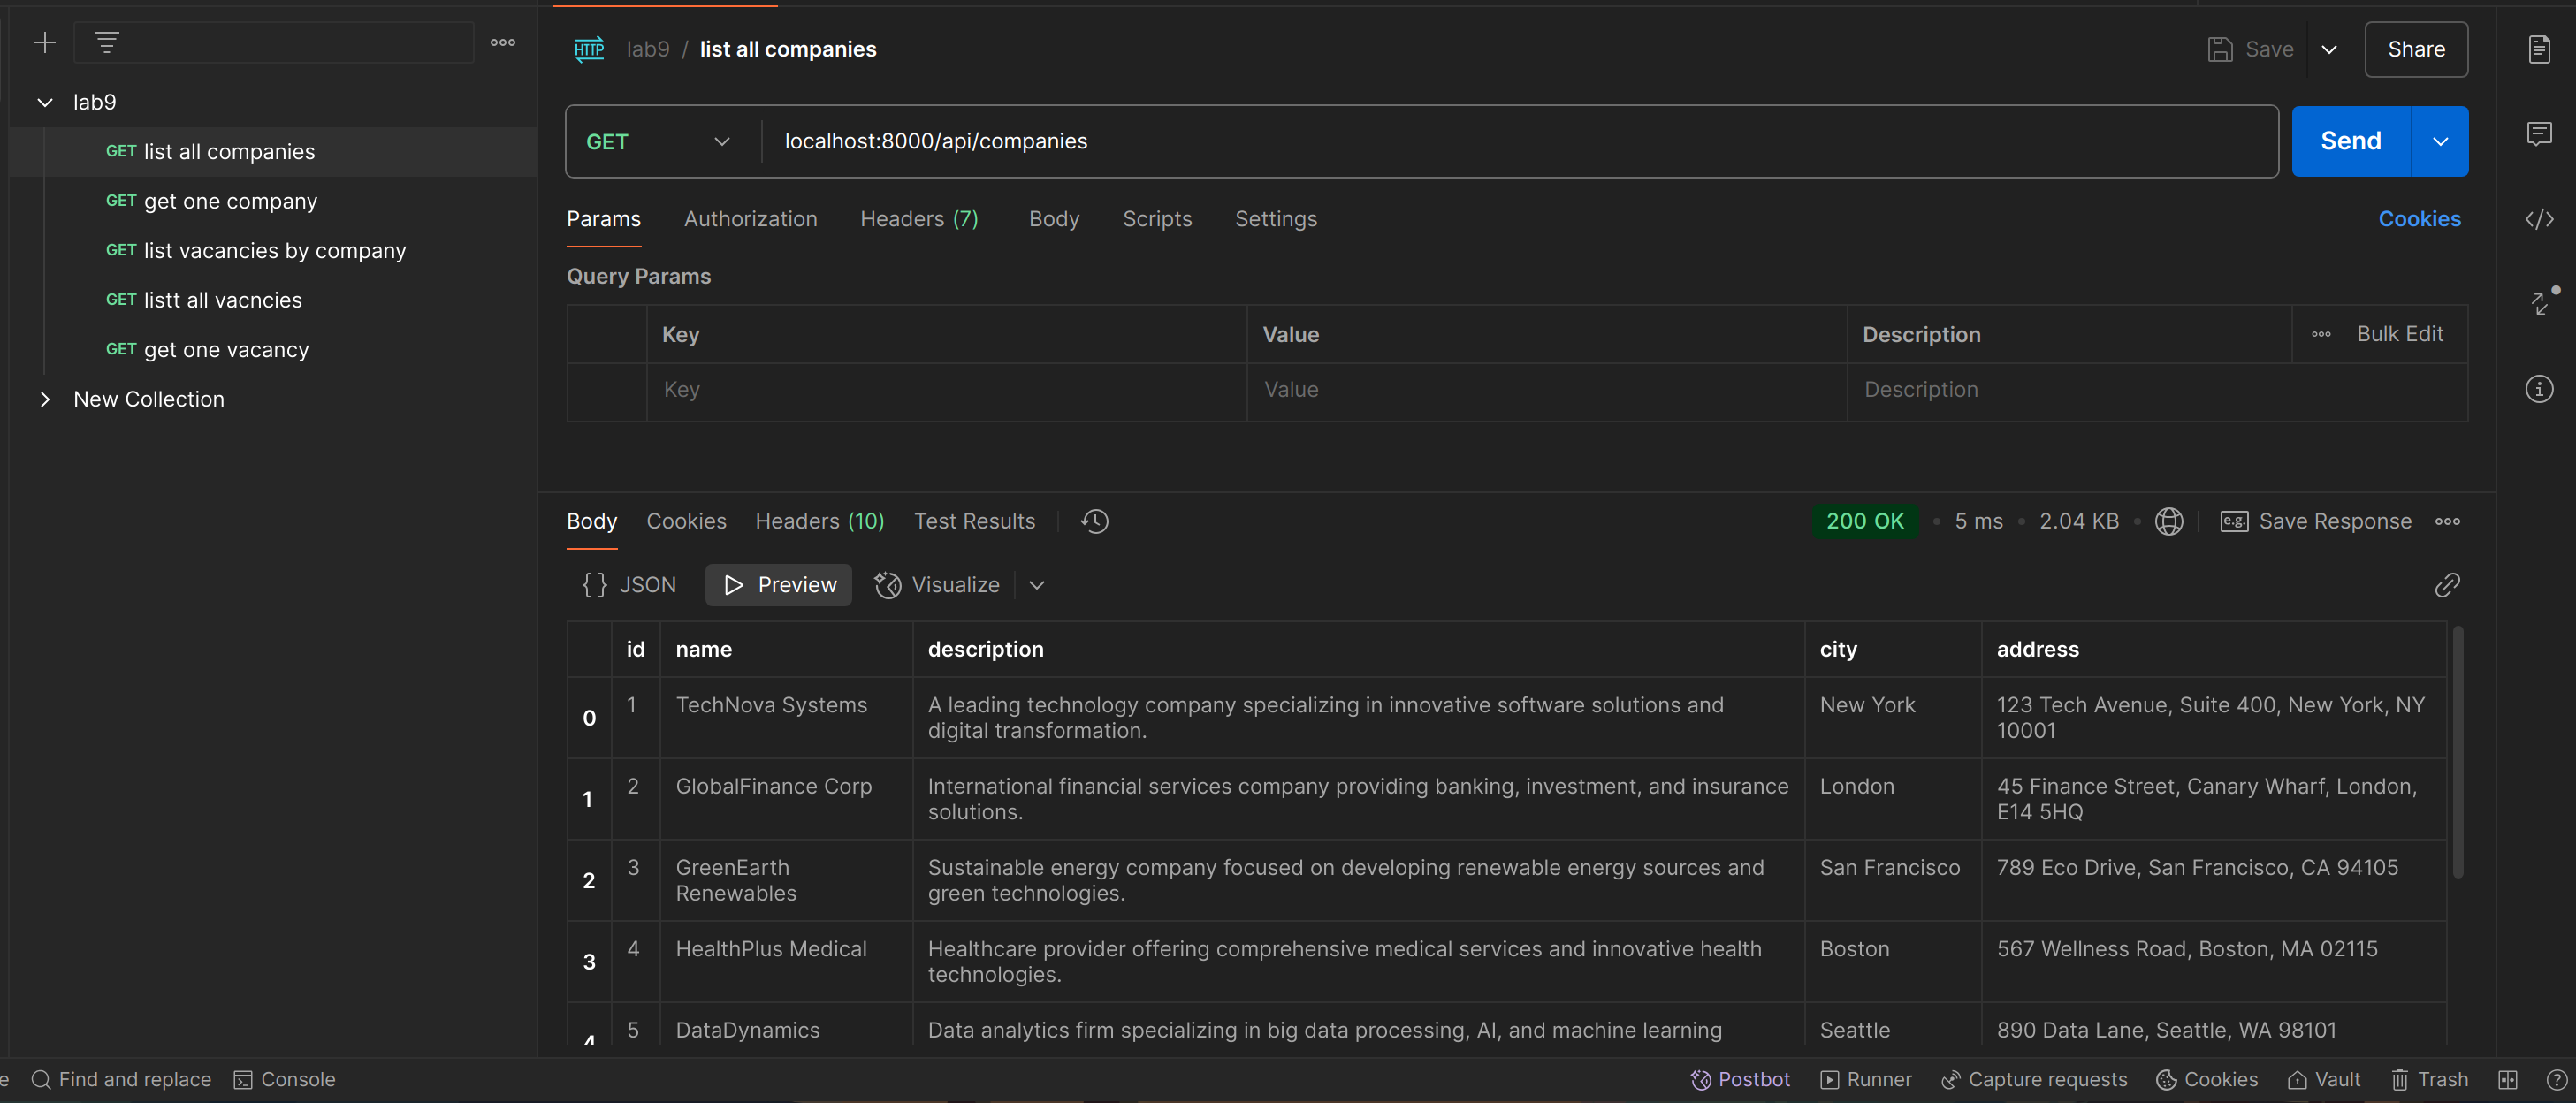 lab9
GET list all companies
GET get one company
GET list vacancies by company
GET listt all vacncies
GET get one vacancy
New Collection
HTTP lab9 / list all companies
Save
Share
GET localhost:8000/api/companies
Send
Params Authorization Headers (7) Body Scripts Settings Cookies
Query Params
Key Value Description Bulk Edit
Key Value Description
Body Cookies Headers (10) Test Results
200 OK • 5 ms • 2.04 KB • e.g. Save Response
{ } JSON Preview Visualize
id name description city address
0 1 TechNova Systems A leading technology company specializing in innovative software solutions and New York 123 Tech Avenue, Suite 400, New York, NY
digital transformation. 10001
1 2 GlobalFinance Corp International financial services company providing banking, investment, and insurance London 45 Finance Street, Canary Wharf, London,
solutions. E14 5HQ
2 3 GreenEarth Sustainable energy company focused on developing renewable energy sources and San Francisco 789 Eco Drive, San Francisco, CA 94105
Renewables green technologies.
3 4 HealthPlus Medical Healthcare provider offering comprehensive medical services and innovative health Boston 567 Wellness Road, Boston, MA 02115
technologies.
4 5 DataDynamics Data analytics firm specializing in big data processing, AI, and machine learning Seattle 890 Data Lane, Seattle, WA 98101
e Find and replace Console Postbot Runner Capture requests Cookies Vault Trash